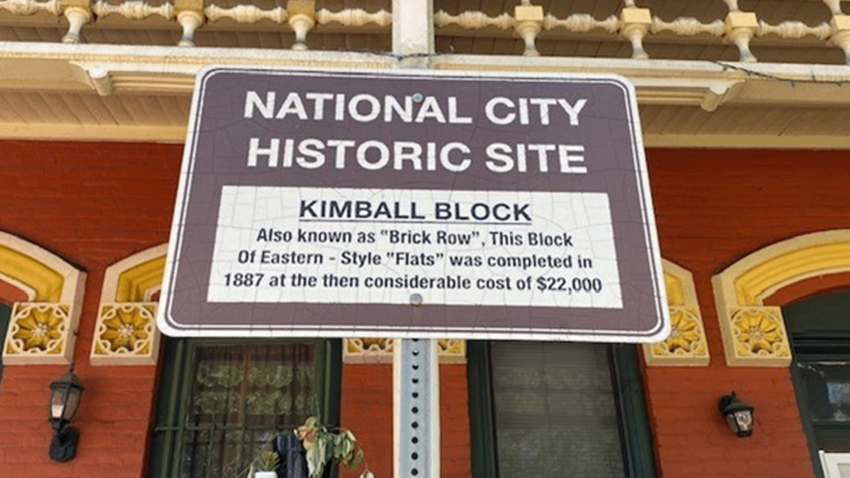 NATIONAL CITY
HISTORIC SITE
KIMBALL BLOCK
Also known as "Brick Row", This Block
Of Eastern - Style "Flats" was completed in
1887 at the then considerable cost of $22,000